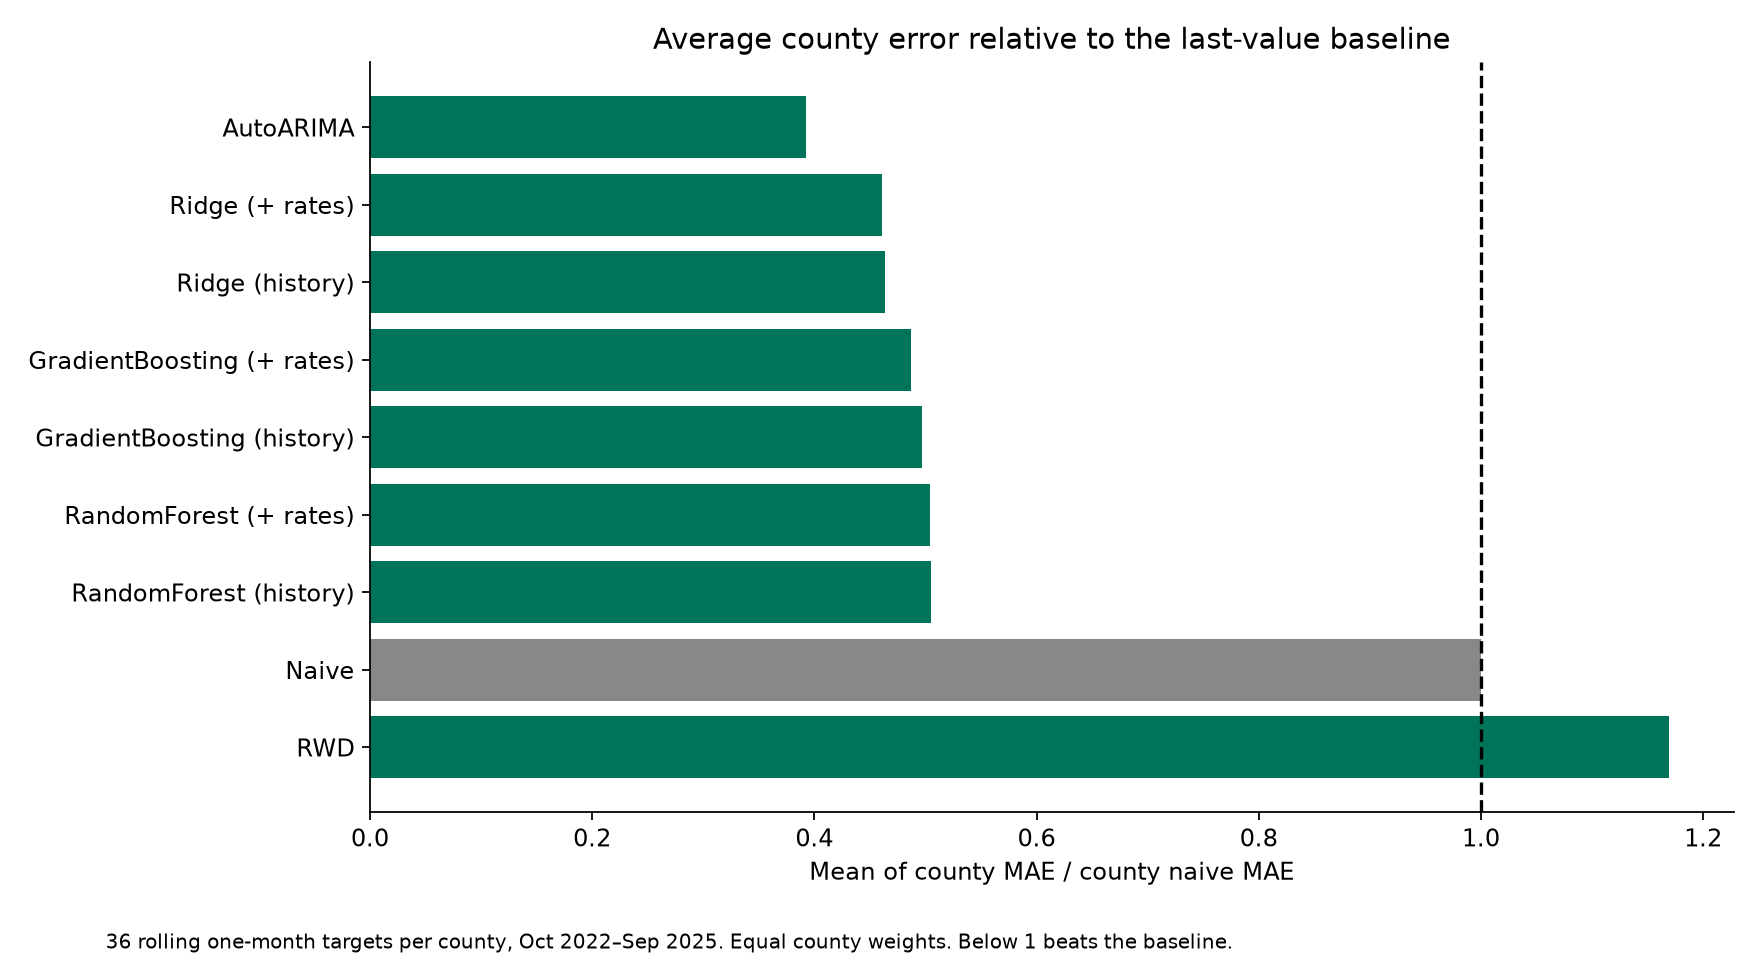 Average county error relative to the last-value baseline
AutoARIMA
Ridge (+ rates)
Ridge (history)
GradientBoosting (+ rates)
GradientBoosting (history)
RandomForest (+ rates)
RandomForest (history)
Naive
RWD
0.0 0.2 0.4 0.6 0.8 1.0 1.2
Mean of county MAE / county naive MAE
36 rolling one-month targets per county, Oct 2022–Sep 2025. Equal county weights. Below 1 beats the baseline.